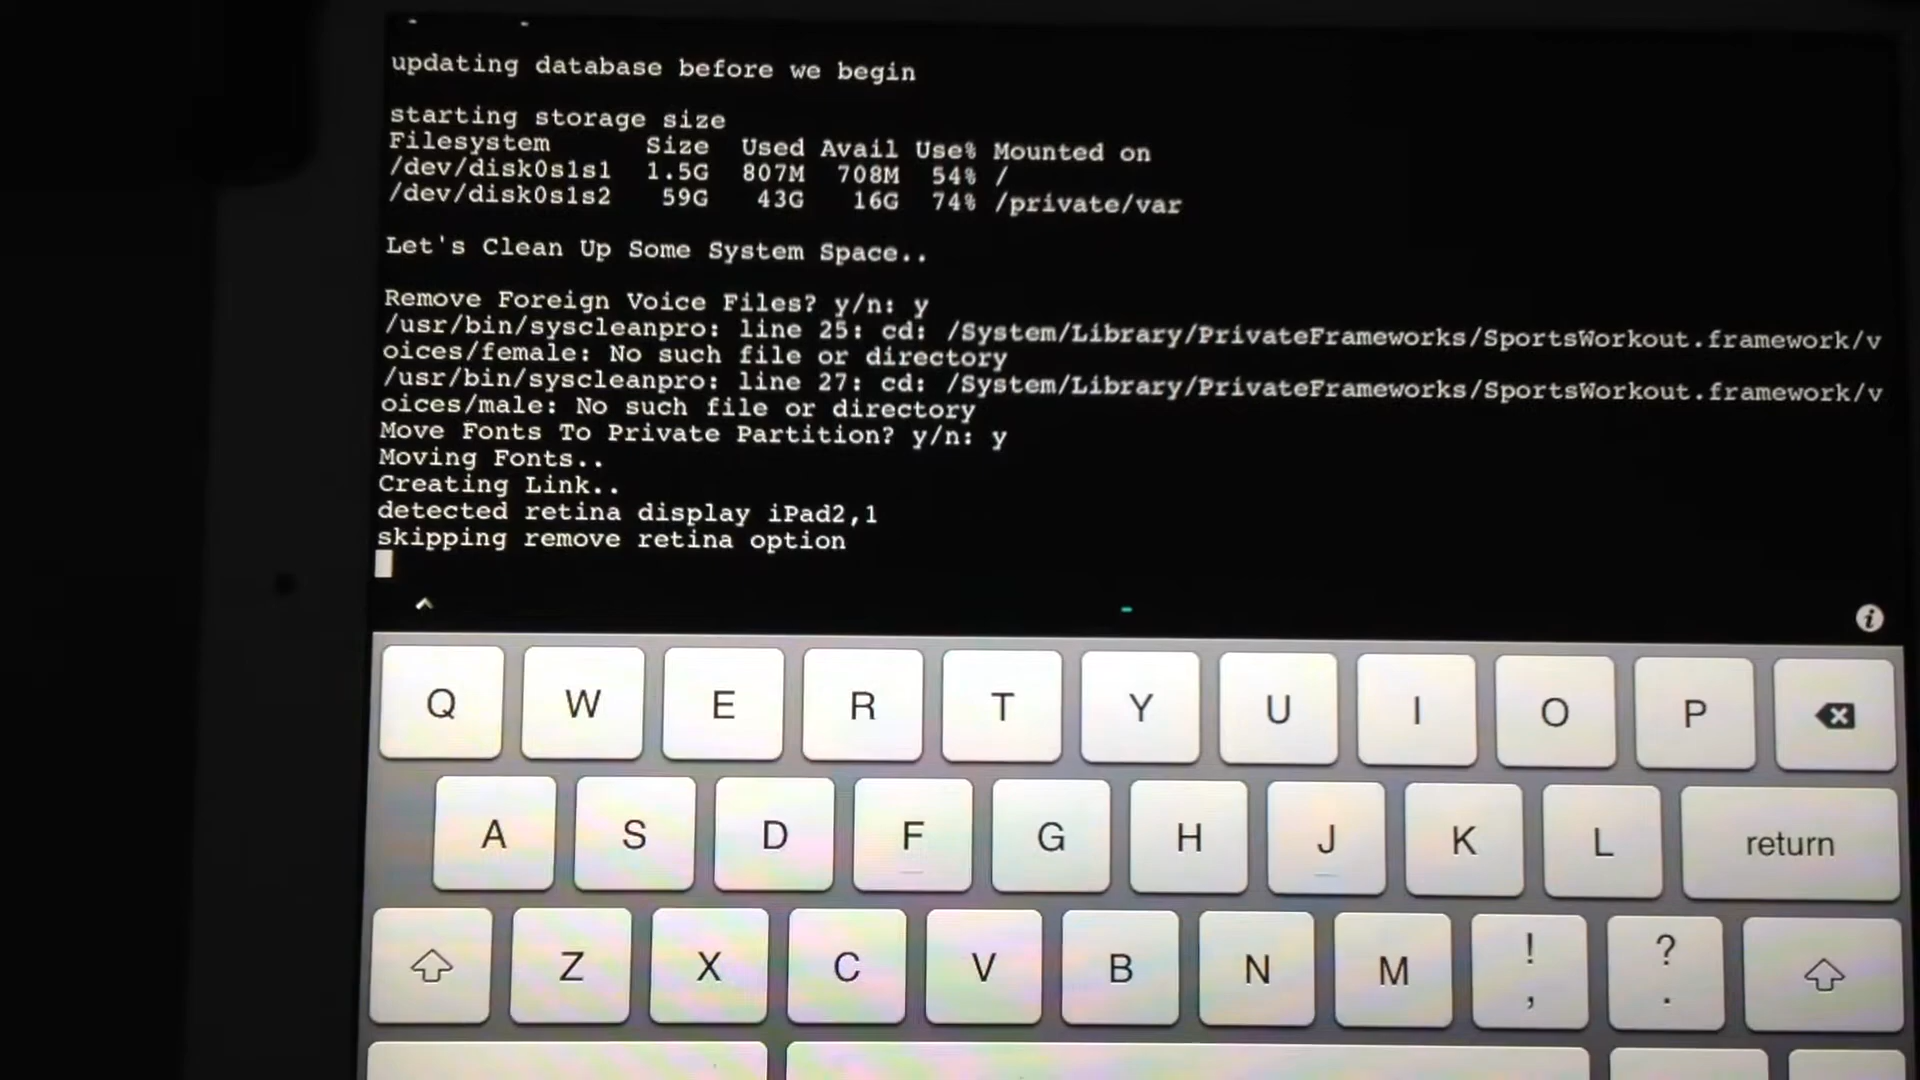 updating database before we begin
starting storage size
Filesystem Size Used Avail Use% Mounted on
/dev/disk0s1s1 1.5G 807M 708M 54% /
/dev/disk0s1s2 59G 43G 16G 74% /private/var
Let's Clean Up Some System Space..
Remove Foreign Voice Files? y/n: y
/usr/bin/syscleanpro: line 25: cd: /System/Library/PrivateFrameworks/SportsWorkout.framework/v
oices/female: No such file or directory
/usr/bin/syscleanpro: line 27: cd: /System/Library/PrivateFrameworks/SportsWorkout.framework/v
oices/male: No such file or directory
Move Fonts To Private Partition? y/n: y
Moving Fonts..
Creating Link..
detected retina display iPad2,1
skipping remove retina option
Q W E R T Y U I O P
A S D F G H J K L return
Z X C V B N M ! , ? .